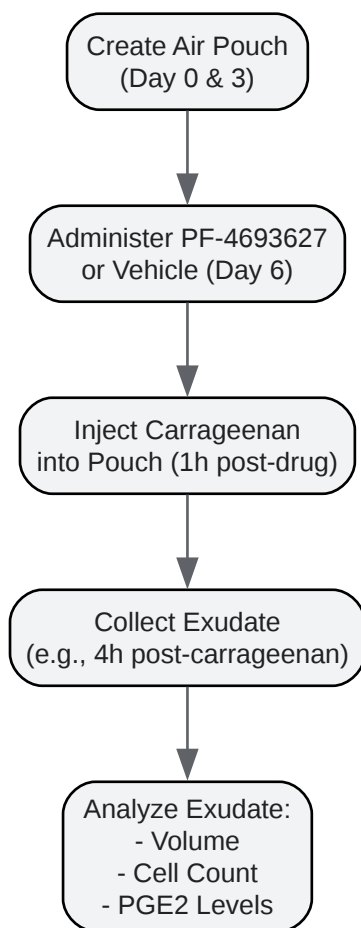 Create Air Pouch
(Day 0 & 3)
Administer PF-4693627
or Vehicle (Day 6)
Inject Carrageenan
into Pouch (1h post-drug)
Collect Exudate
(e.g., 4h post-carrageenan)
Analyze Exudate:
- Volume
- Cell Count
- PGE2 Levels